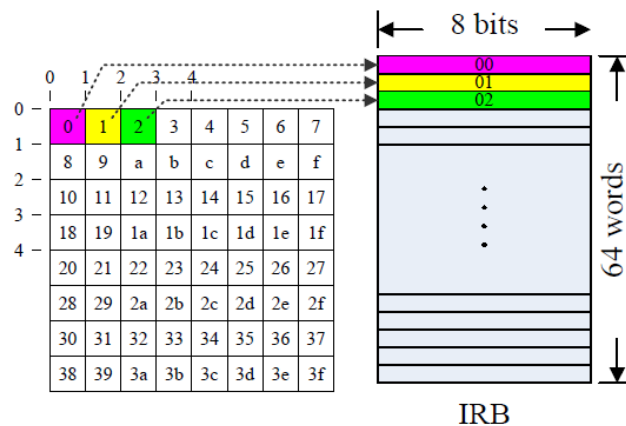 8 bits
0 1 2 3 4
00
01
02
0
1
2
3
4
0 1 2 3 4 5 6 7
8 9 a b c d e f
10 11 12 13 14 15 16 17
18 19 1a 1b 1c 1d 1e 1f
20 21 22 23 24 25 26 27
28 29 2a 2b 2c 2d 2e 2f
30 31 32 33 34 35 36 37
38 39 3a 3b 3c 3d 3e 3f
64 words
IRB